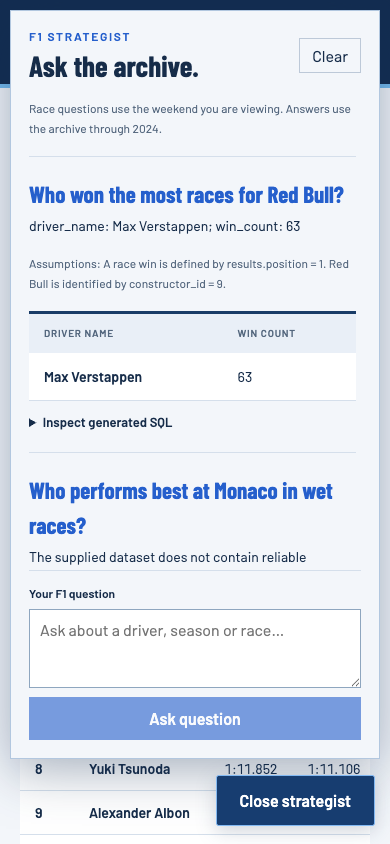 F1 STRATEGIST
Ask the archive.
Clear
Race questions use the weekend you are viewing. Answers use
the archive through 2024.
Who won the most races for Red Bull?
driver_name: Max Verstappen; win_count: 63
Assumptions: A race win is defined by results.position = 1. Red
Bull is identified by constructor_id = 9.
DRIVER NAME WIN COUNT
Max Verstappen 63
Inspect generated SQL
Who performs best at Monaco in wet
races?
The supplied dataset does not contain reliable
Your F1 question
Ask about a driver, season or race...
Ask question
8 Yuki Tsunoda 1:11.852 1:11.106
9 Alexander Albon
Close strategist